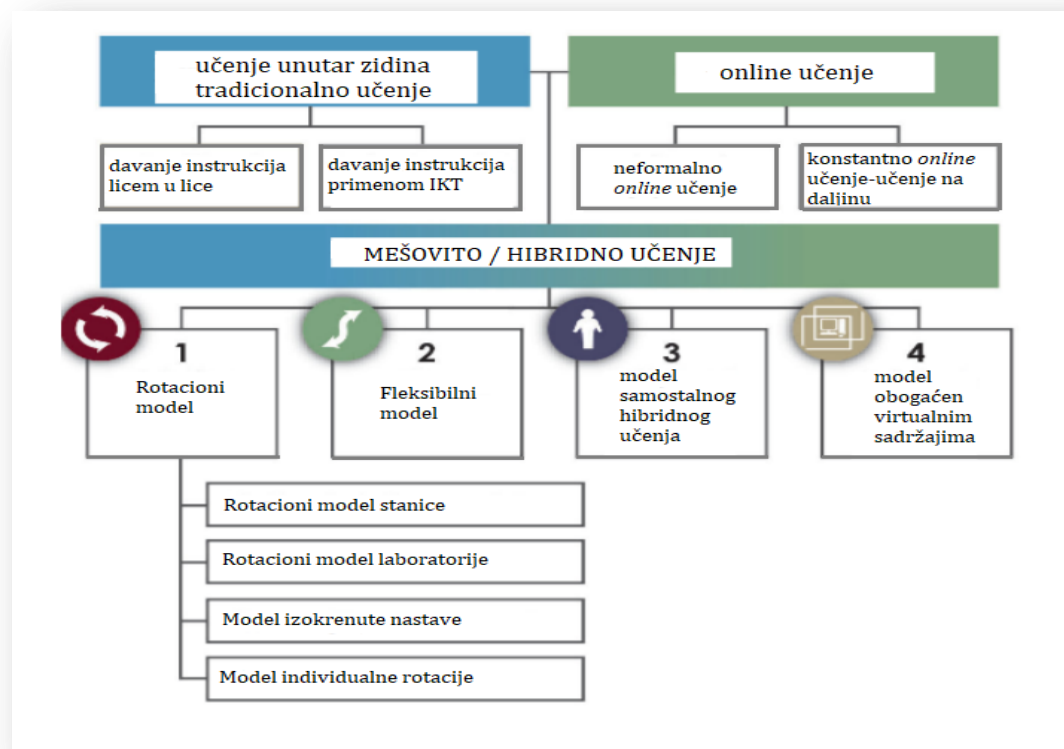 učenje unutar zidina
tradicionalno učenje
online učenje
davanje instrukcija
licem u lice
davanje instrukcija
primenom IKT
neformalno
online učenje
konstantno online
učenje-učenje na
daljinu
MEŠOVITO / HIBRIDNO UČENJE
1
Rotacioni
model
2
Fleksibilni
model
3
model
samostalnog
hibridnog
učenja
4
model
obogaćen
virtualnim
sadržajima
Rotacioni model stanice
Rotacioni model laboratorije
Model izokrenute nastave
Model individualne rotacije